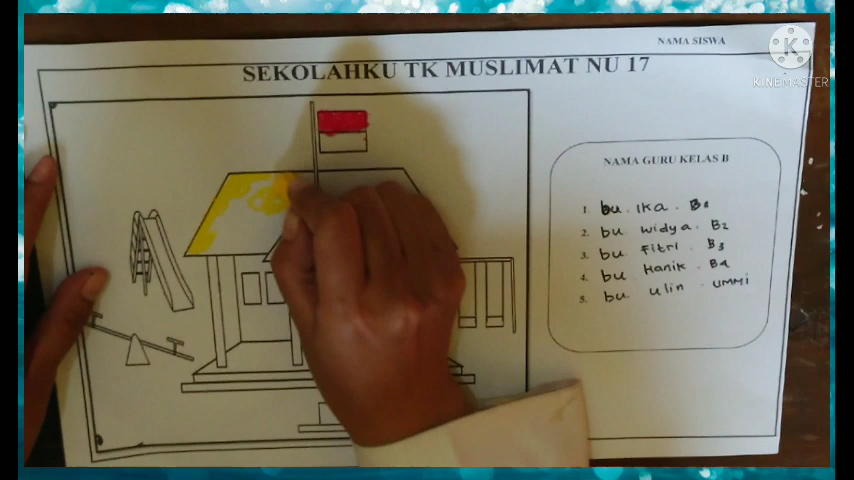 NAMA SISWA
SEKOLAHKU TK MUSLIMAT NU 17
K
KINEMASTER
NAMA GURU KELAS B
1. bu. Ika. B1
2. bu. widya. B2
3. bu. Fitri. B3
4. bu Hanik. B4
5. bu ulin. UMMI